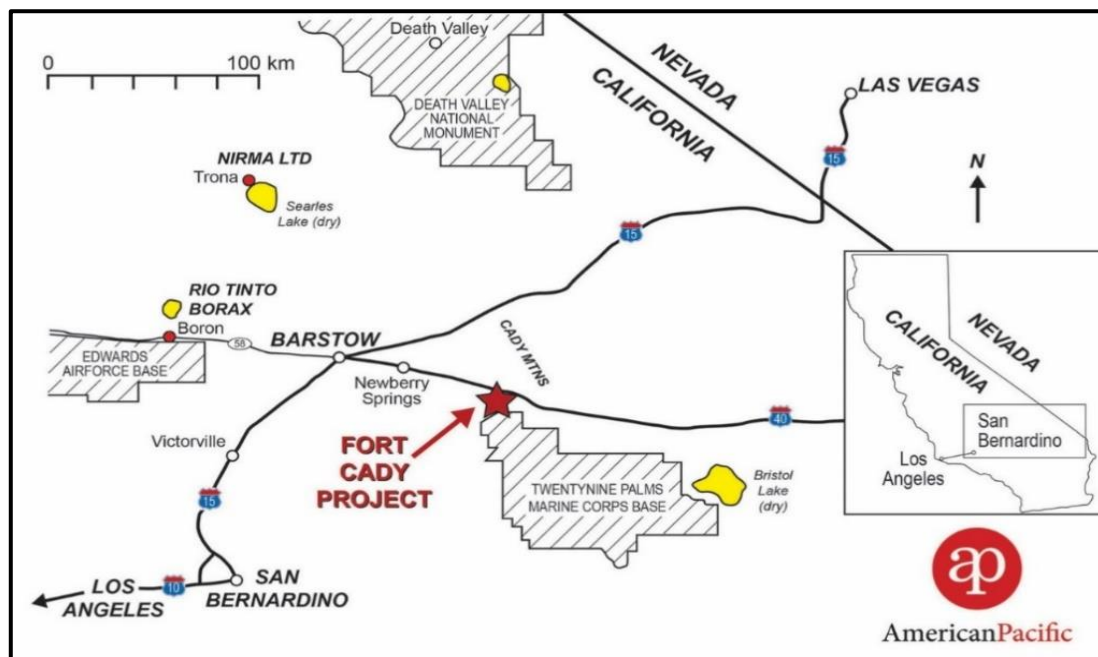 Death Valley
0
100 km
DEATH VALLEY
NATIONAL
MONUMENT
NEVADA
CALIFORNIA
LAS VEGAS
15
N
NIRMA LTD
Trona
Searles
Lake (dry)
15
RIO TINTO
BORAX
Boron
58
BARSTOW
EDWARDS
AIRFORCE BASE
Newberry
Springs
CADY MTNS
FORT
CADY
PROJECT
40
Victorville
15
TWENTYNINE PALMS
MARINE CORPS BASE
Bristol
Lake
(dry)
LOS
ANGELES
10
SAN
BERNARDINO
CALIFORNIA
NEVADA
San
Bernardino
Los
Angeles
ap
AmericanPacific